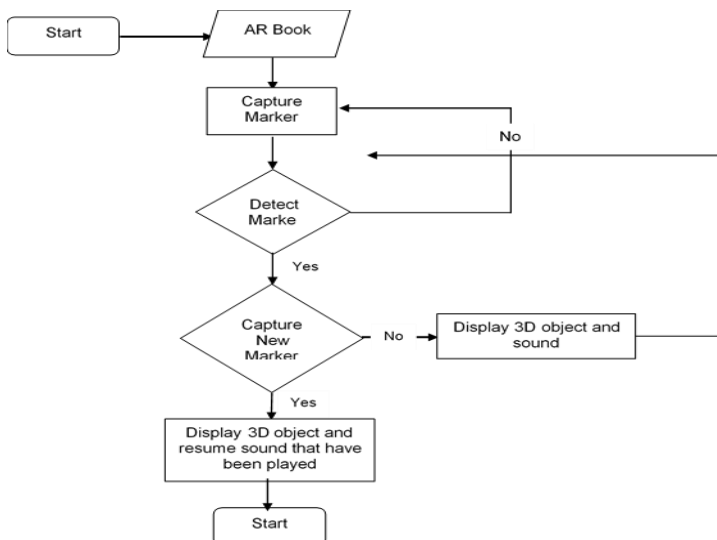 Start
AR Book
Capture
Marker
No
Detect
Marke
Yes
Capture
New
Marker
No
Display 3D object and
sound
Yes
Display 3D object and
resume sound that have
been played
Start